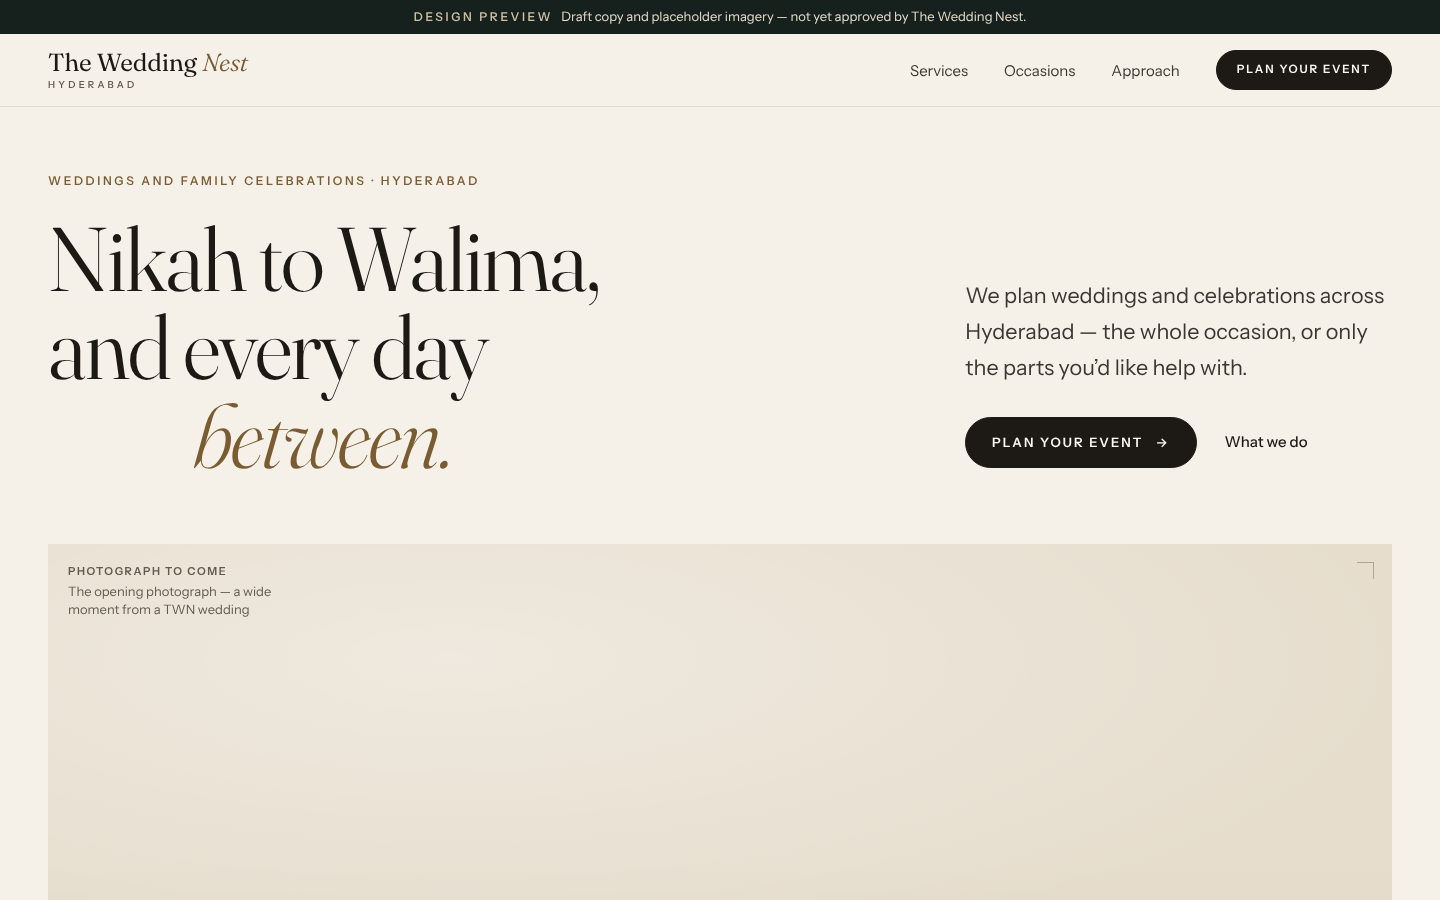 DESIGN PREVIEW Draft copy and placeholder imagery — not yet approved by The Wedding Nest.
The Wedding Nest
HYDERABAD
Services Occasions Approach PLAN YOUR EVENT
WEDDINGS AND FAMILY CELEBRATIONS · HYDERABAD
Nikah to Walima,
and every day
between.
We plan weddings and celebrations across
Hyderabad — the whole occasion, or only
the parts you’d like help with.
PLAN YOUR EVENT → What we do
PHOTOGRAPH TO COME
The opening photograph — a wide
moment from a TWN wedding